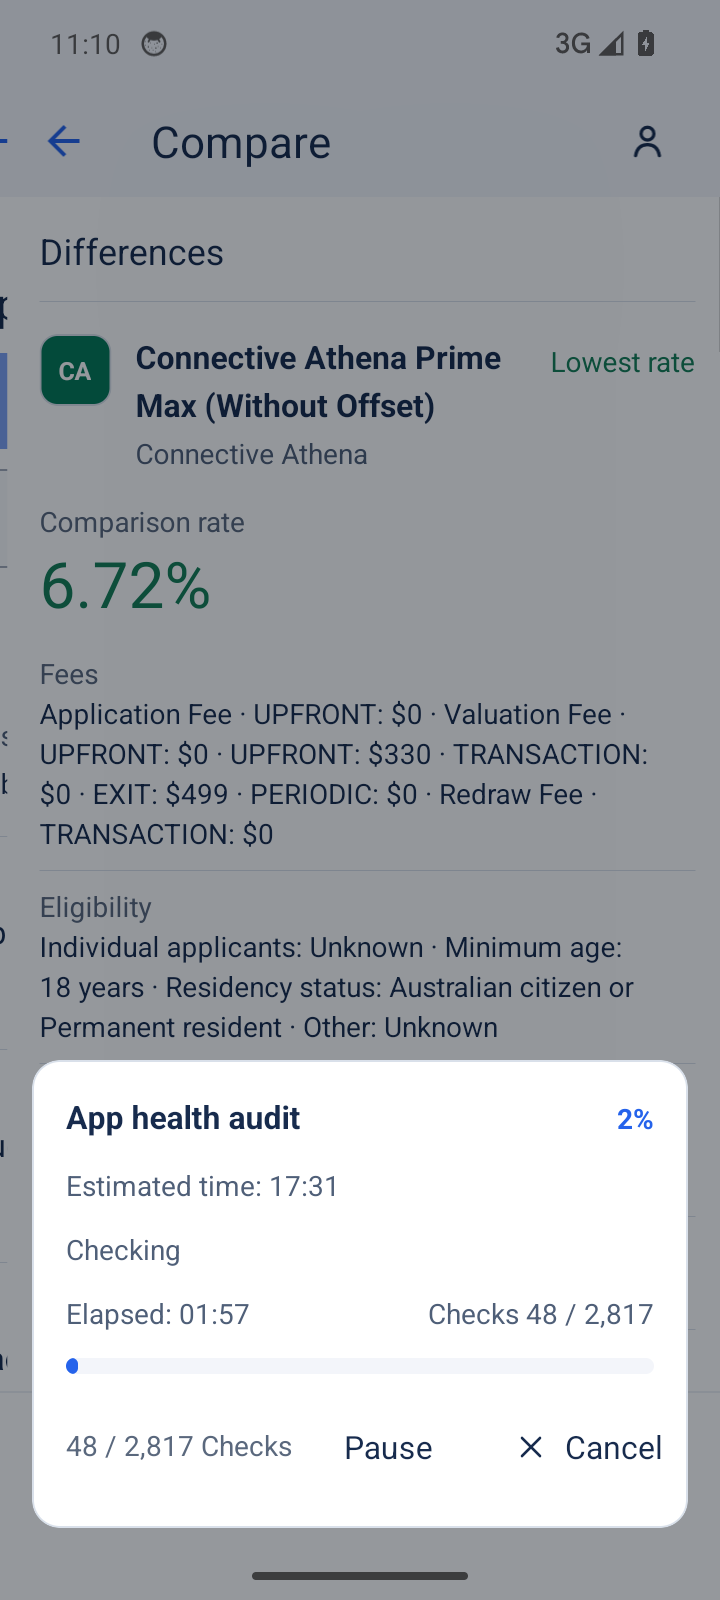 11:10
3G
Compare
Differences
CA
Connective Athena Prime
Max (Without Offset)
Lowest rate
Connective Athena
Comparison rate
6.72%
Fees
Application Fee · UPFRONT: $0 · Valuation Fee ·
UPFRONT: $0 · UPFRONT: $330 · TRANSACTION:
$0 · EXIT: $499 · PERIODIC: $0 · Redraw Fee ·
TRANSACTION: $0
Eligibility
Individual applicants: Unknown · Minimum age:
18 years · Residency status: Australian citizen or
Permanent resident · Other: Unknown
App health audit
2%
Estimated time: 17:31
Checking
Elapsed: 01:57
Checks 48 / 2,817
48 / 2,817 Checks
Pause
Cancel